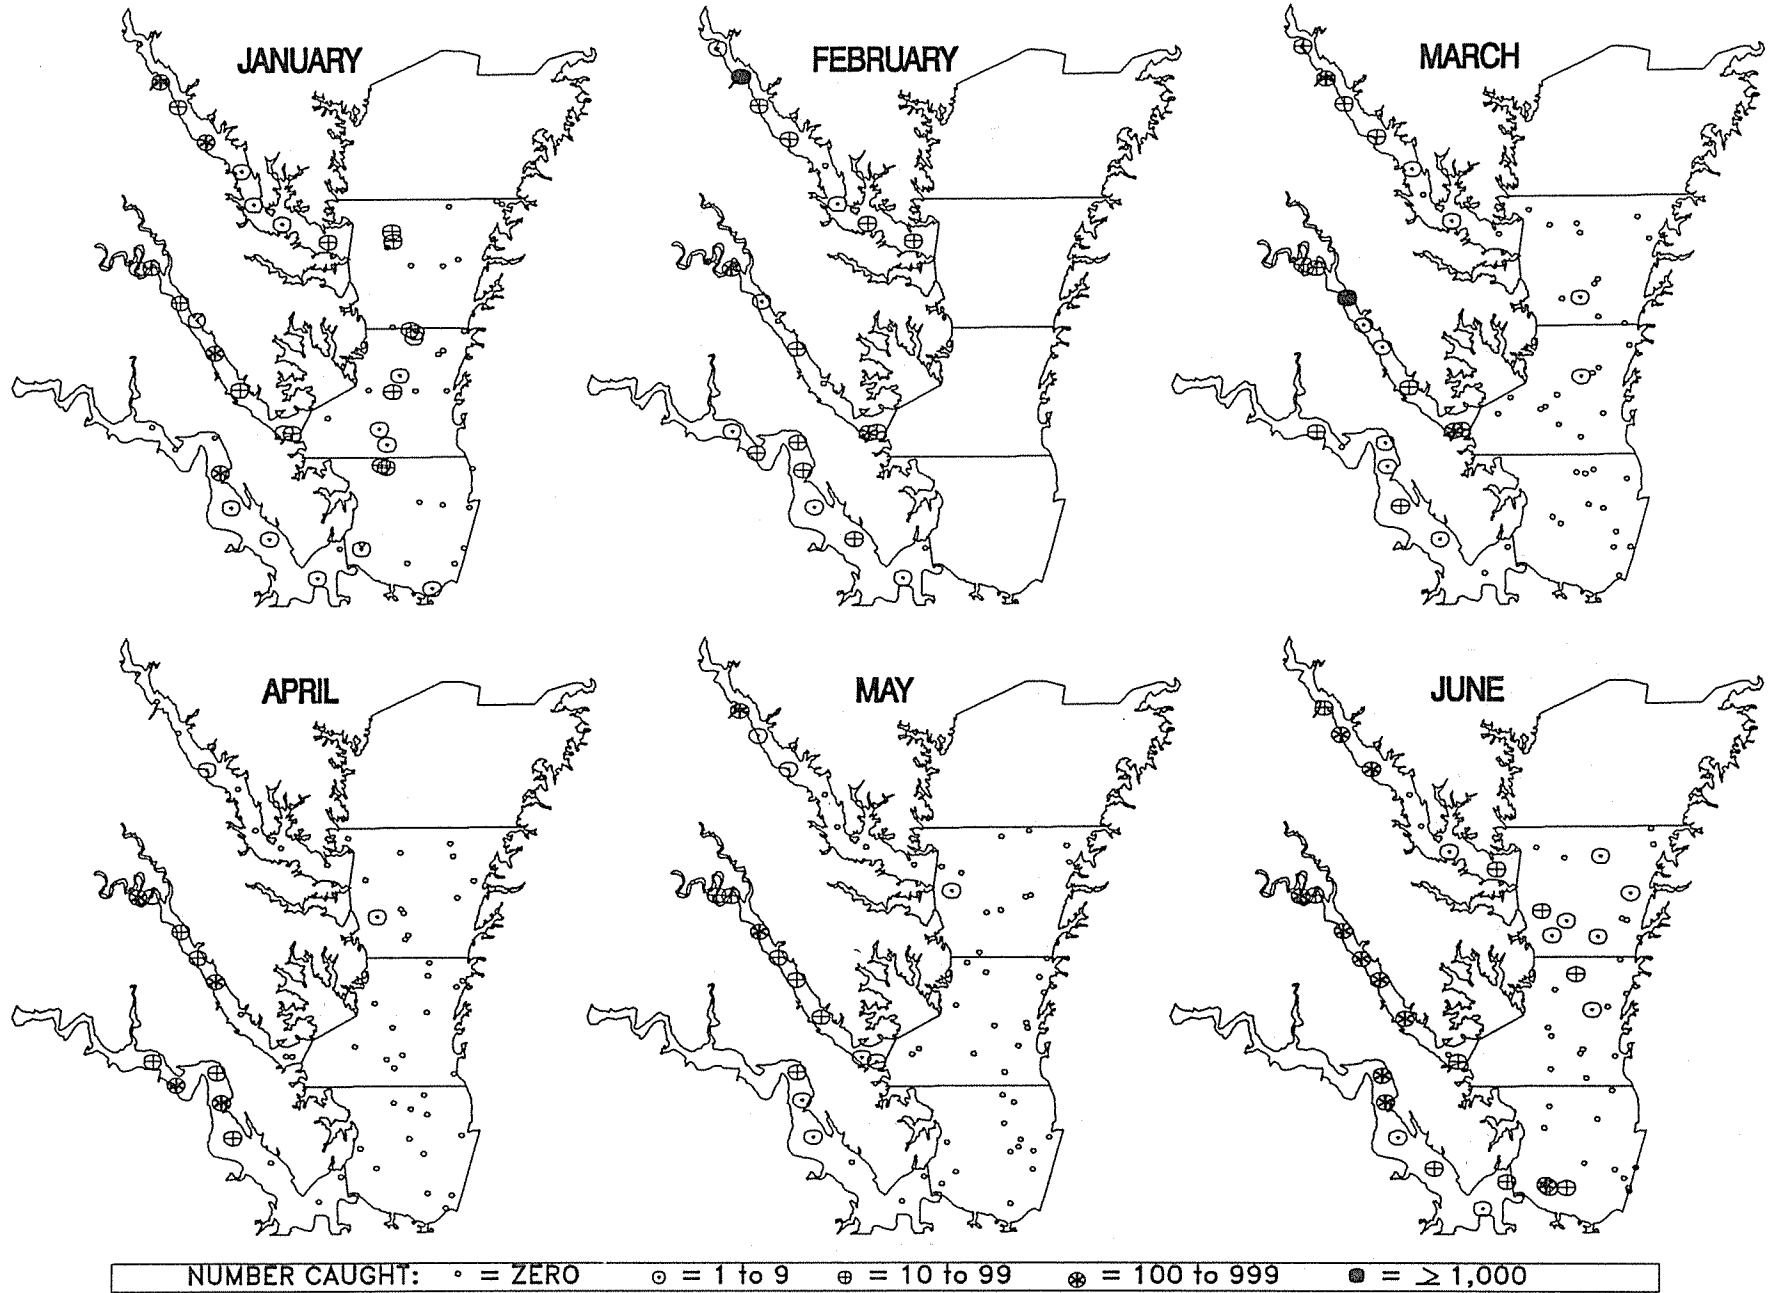 JANUARY
FEBRUARY
MARCH
APRIL
MAY
JUNE
NUMBER CAUGHT: = ZERO = 1 to 9 = 10 to 99 = 100 to 999 = ≥ 1,000